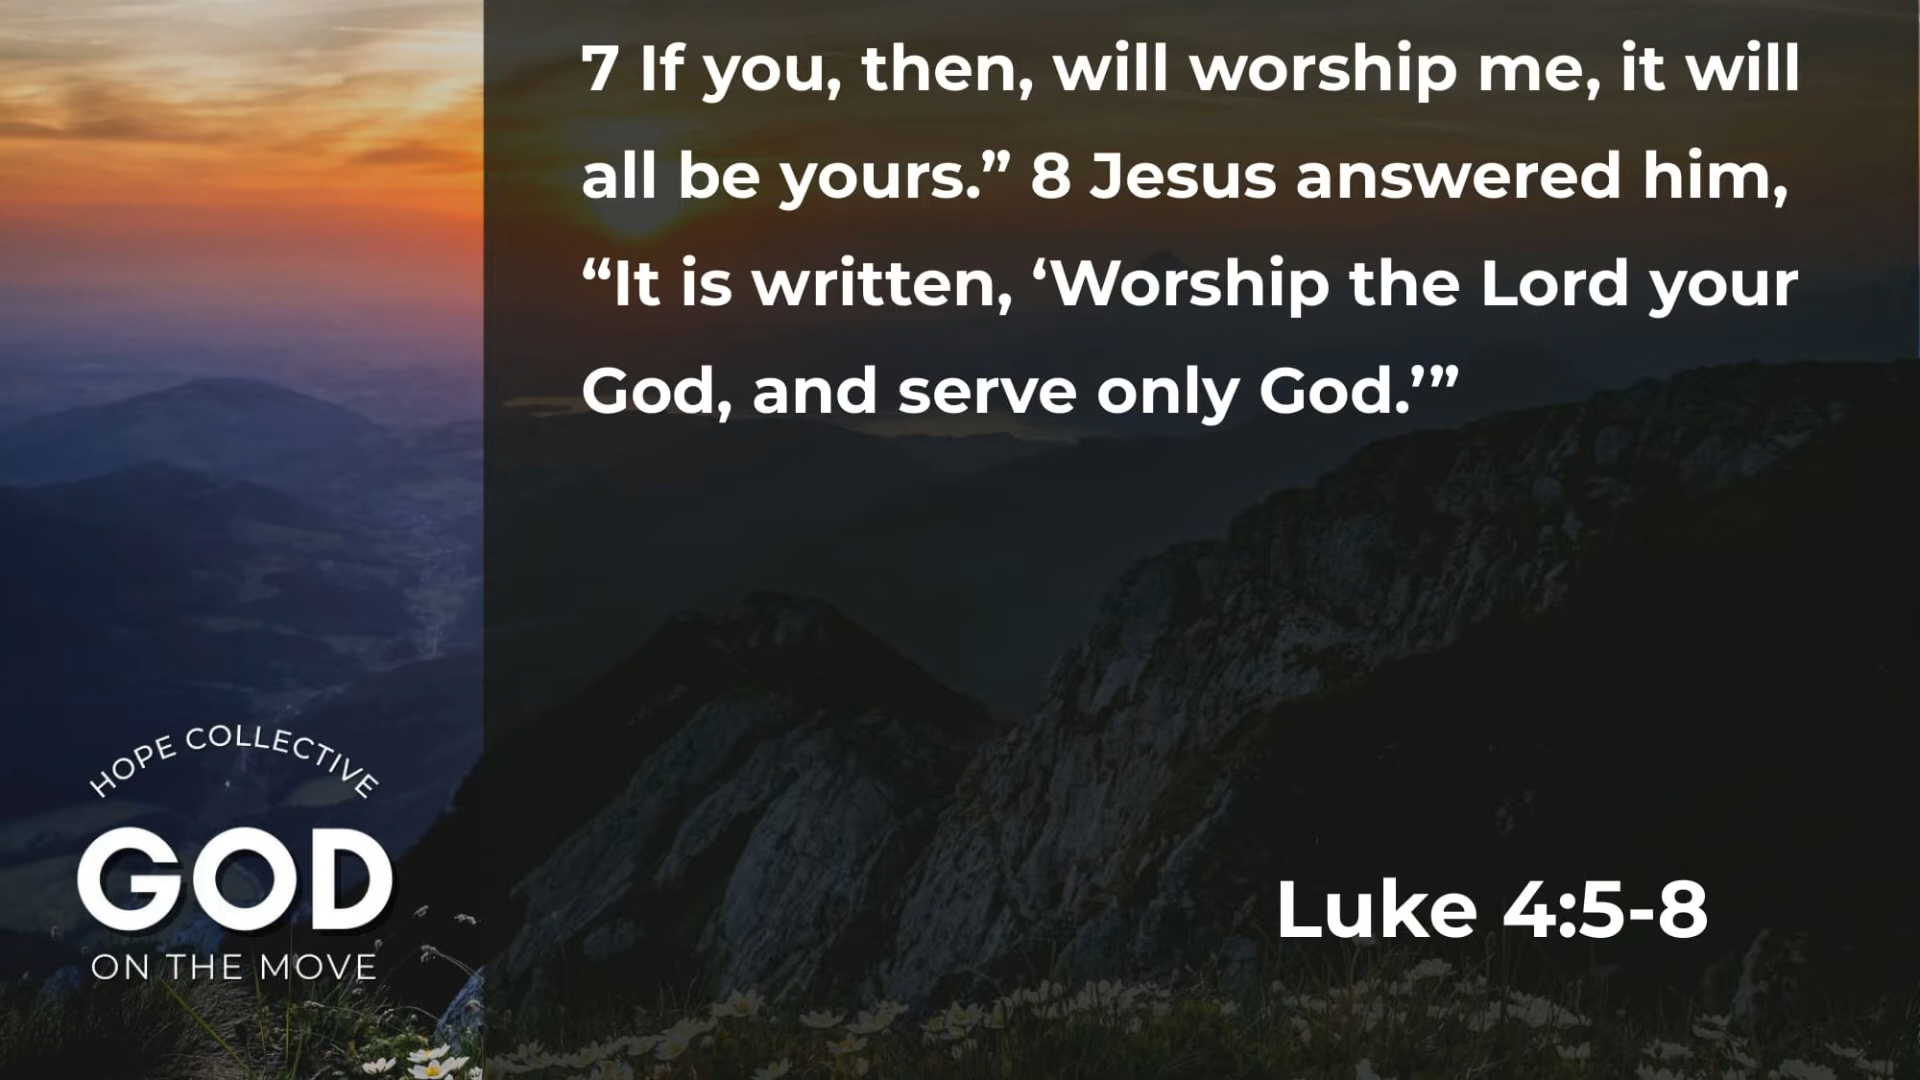 7 If you, then, will worship me, it will
all be yours.” 8 Jesus answered him,
“It is written, ‘Worship the Lord your
God, and serve only God.’”
HOPE COLLECTIVE
GOD
ON THE MOVE
Luke 4:5-8